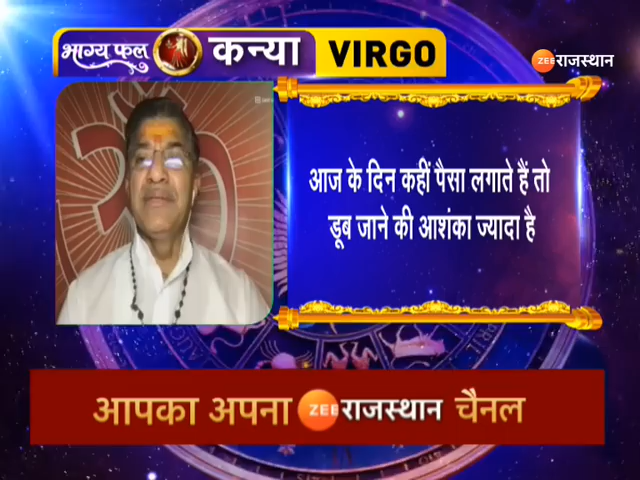 भाग्य फल श्री कन्या VIRGO
ZEE राजस्थान
आज के दिन कहीं पैसा लगाते हैं तो
डूब जाने की आशंका ज्यादा है
आपका अपना ZEE राजस्थान चैनल